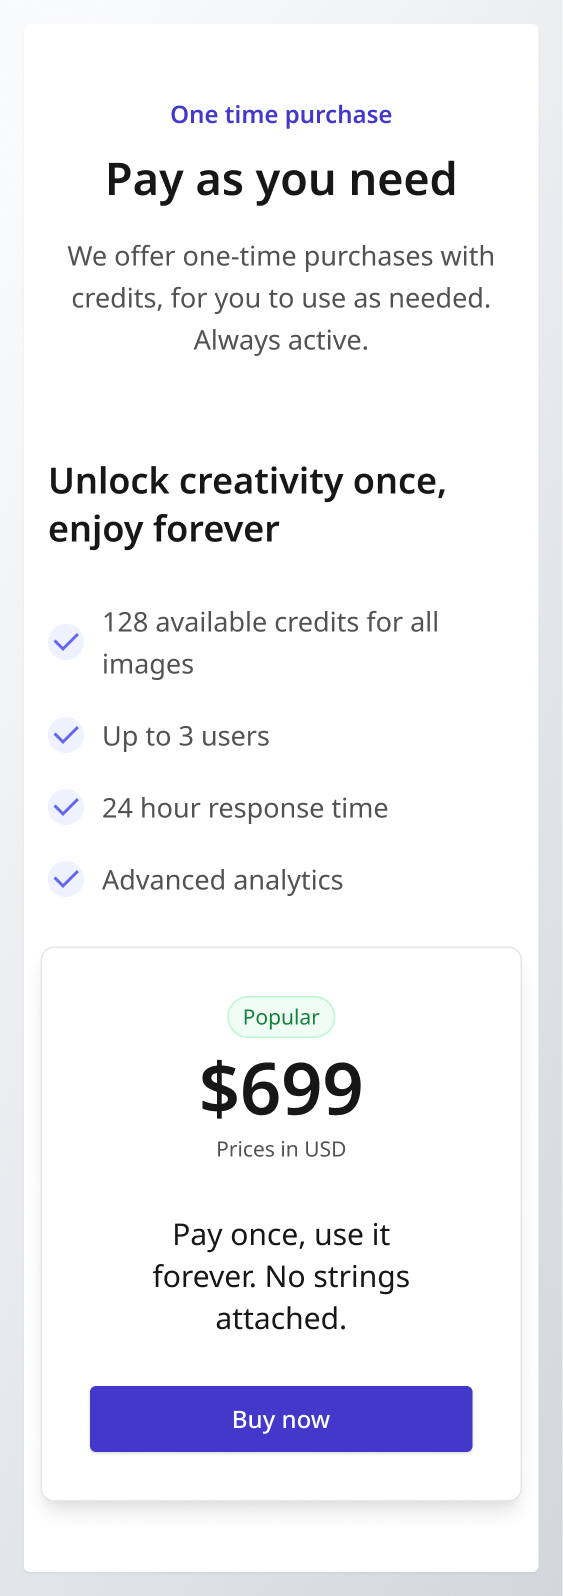 One time purchase
Pay as you need
We offer one-time purchases with
credits, for you to use as needed.
Always active.
Unlock creativity once,
enjoy forever
128 available credits for all
images
Up to 3 users
24 hour response time
Advanced analytics
Popular
$699
Prices in USD
Pay once, use it
forever. No strings
attached.
Buy now